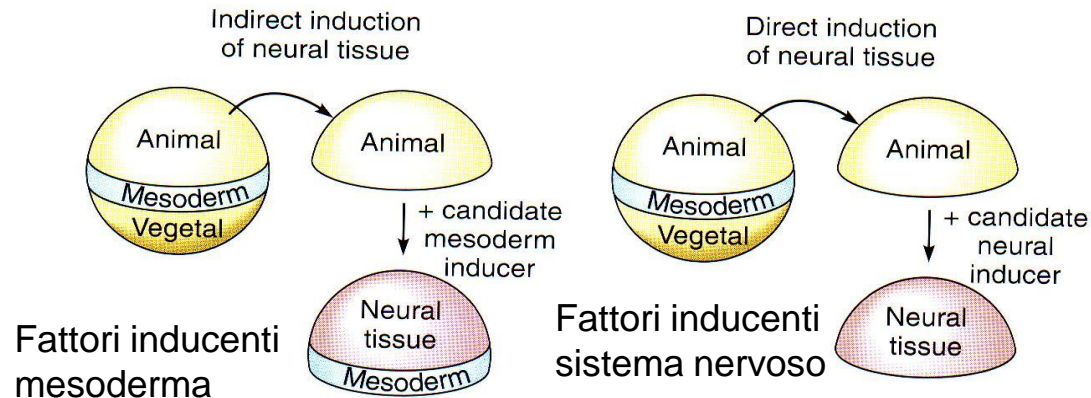 Indirect induction
of neural tissue
Animal
Mesoderm
Vegetal
Animal
+ candidate
mesoderm
inducer
Neural
tissue
Mesoderm
Fattori inducenti
mesoderma
Direct induction
of neural tissue
Animal
Mesoderm
Vegetal
Animal
+ candidate
neural
inducer
Neural
tissue
Fattori inducenti
sistema nervoso